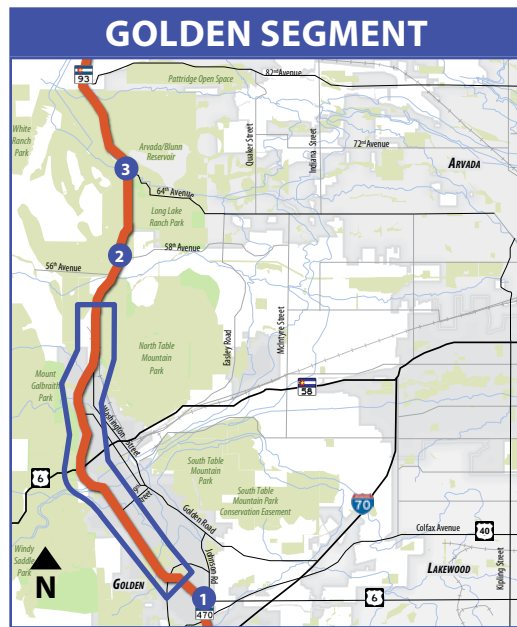 GOLDEN SEGMENT
93
82nd Avenue
Pattridge Open Space
White
Ranch
Park
Quaker Street
Indiana Street
72nd Avenue
Arvada/Blunn
Reservoir
ARVADA
3
64th Avenue
Long Lake
Ranch Park
58th Avenue
2
56th Avenue
North Table
Mountain
Park
Easley Road
McIntyre Street
Mount
Galbraith
Park
58
Washington Street
6
South Table
Mountain
Park
South Table
Mountain Park
Conservation Easement
70
Golden Road
Colfax Avenue
40
Windy
Saddle
Park
N
GOLDEN
Johnson Rd
LAKEWOOD
Kipling Street
1
470
6